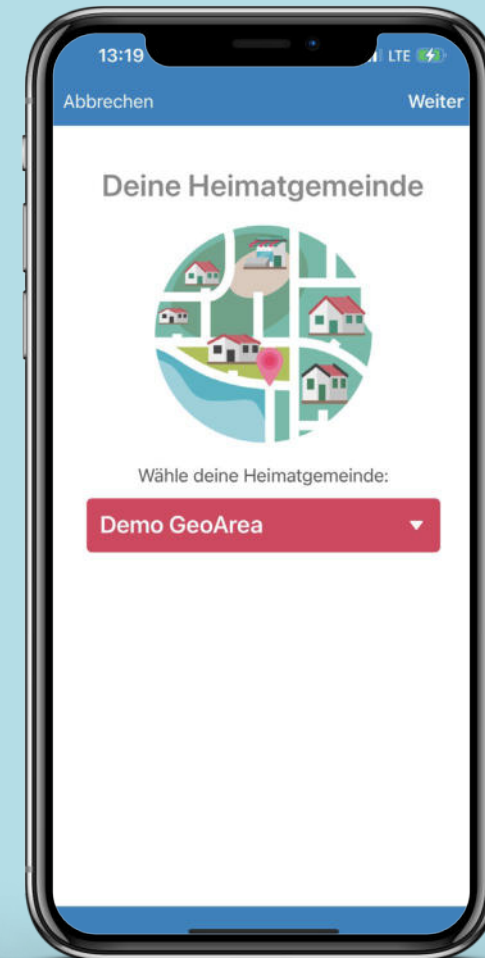 13:19
LTE
Abbrechen
Weiter
Deine Heimatgemeinde
Wähle deine Heimatgemeinde:
Demo GeoArea